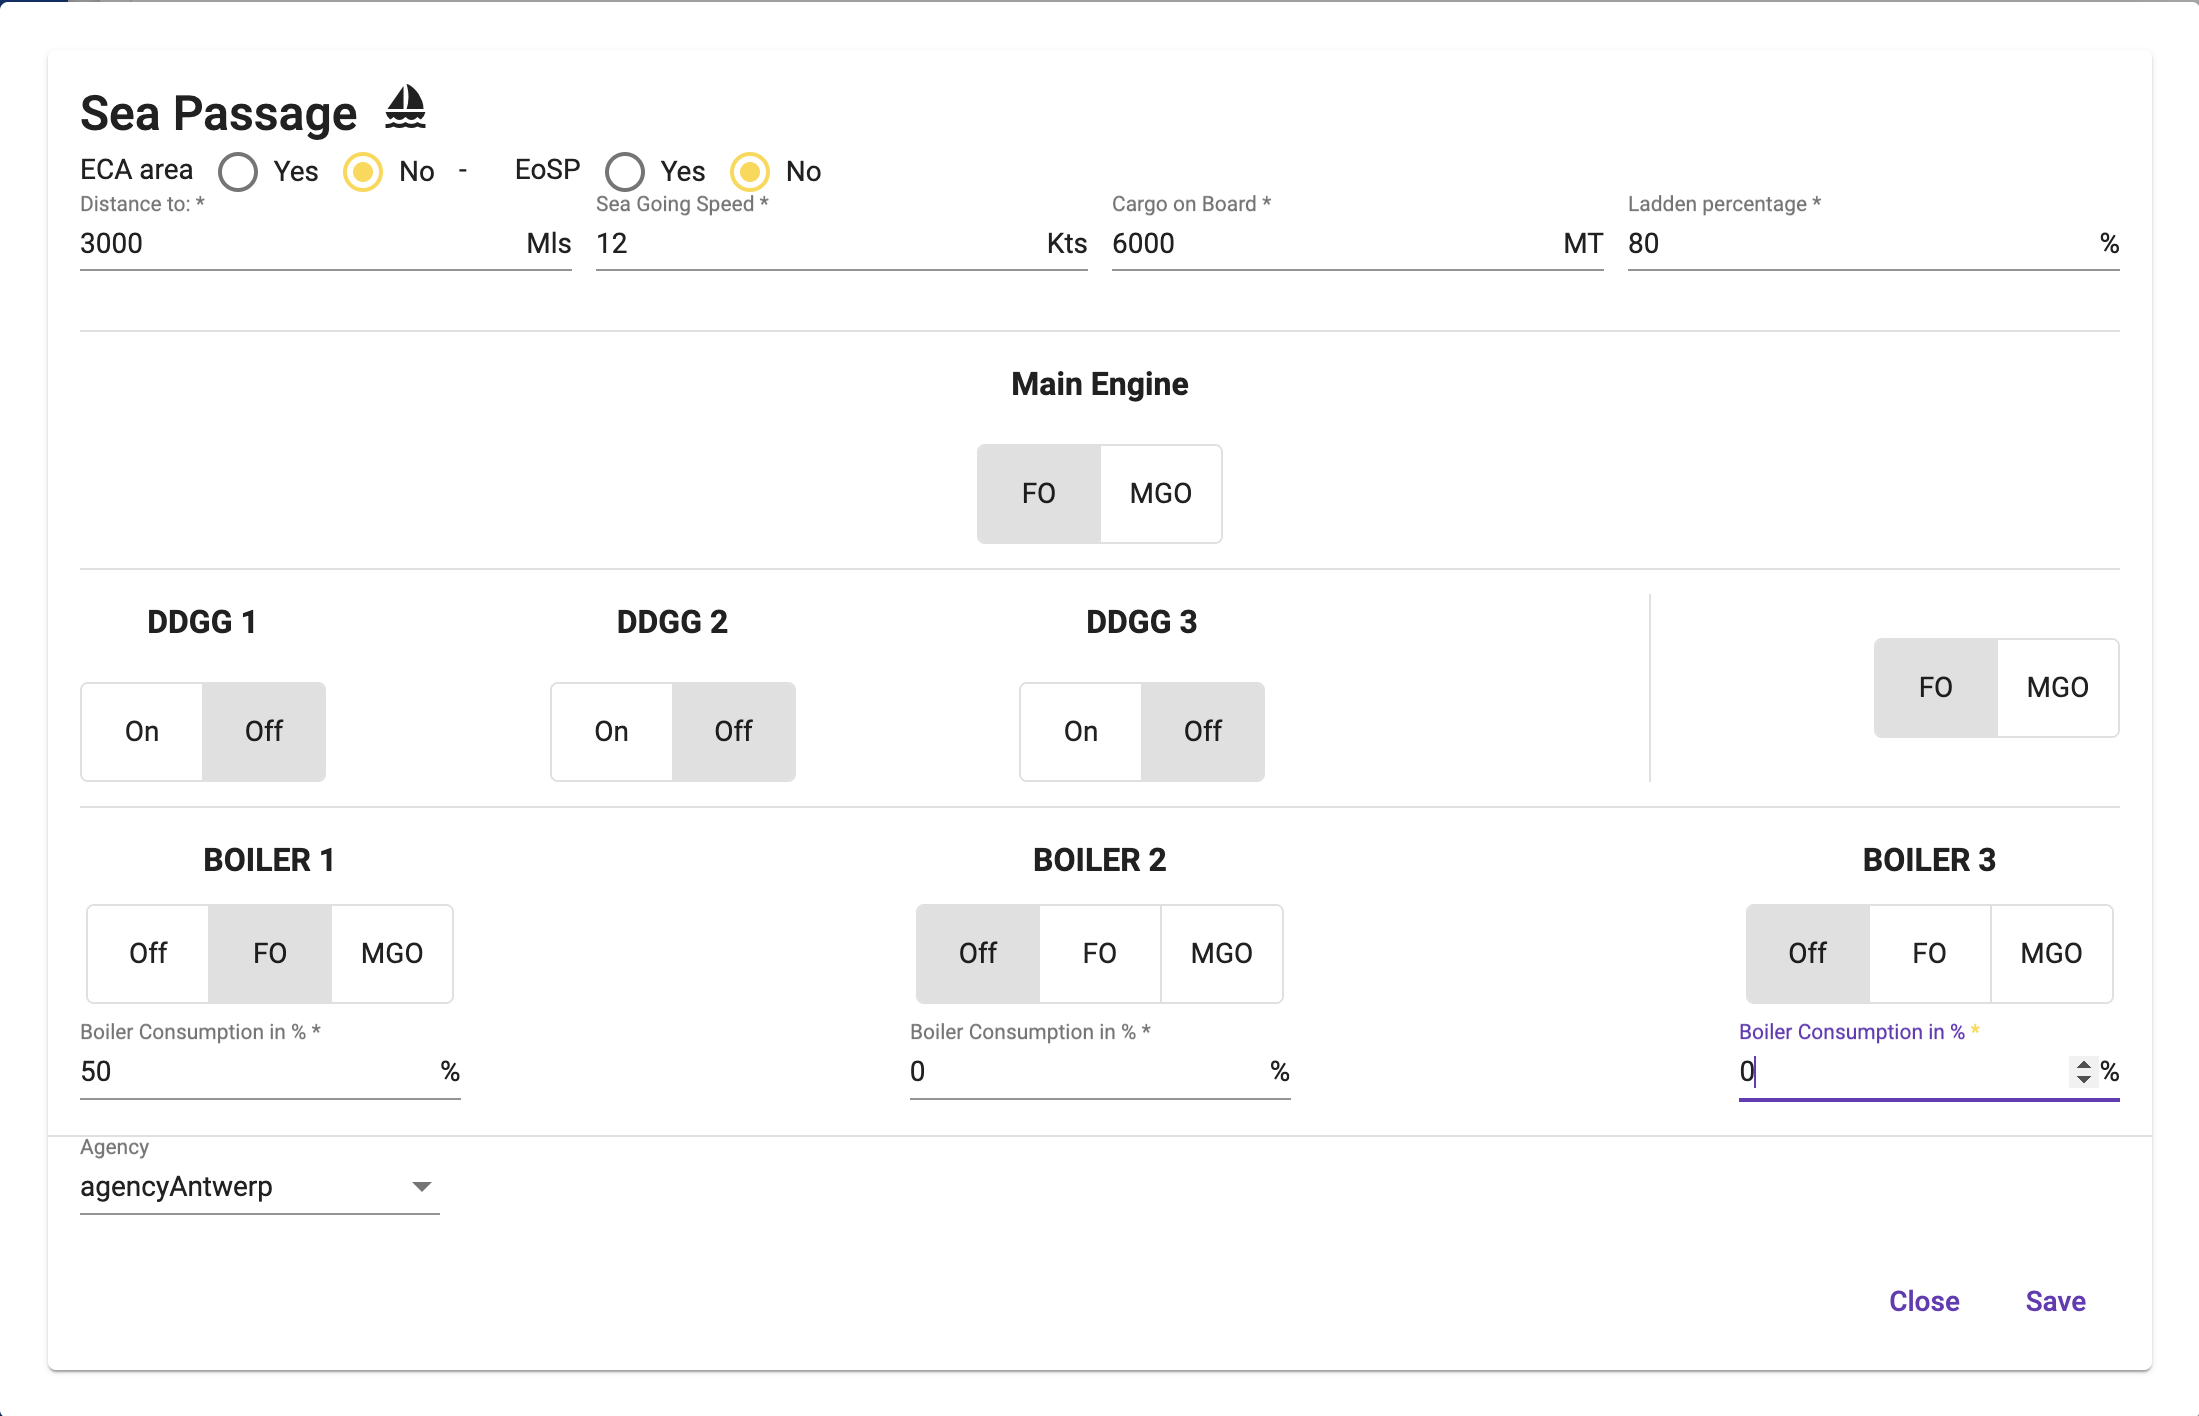 Sea Passage
ECA area Yes No - EoSP Yes No
Distance to: * Sea Going Speed * Cargo on Board * Ladden percentage *
3000 Mls 12 Kts 6000 MT 80 %
Main Engine
FO MGO
DDGG 1 DDGG 2 DDGG 3
FO MGO
On Off On Off On Off
BOILER 1 BOILER 2 BOILER 3
Off FO MGO Off FO MGO Off FO MGO
Boiler Consumption in % * Boiler Consumption in % * Boiler Consumption in % *
50 % 0 % 0 %
Agency
agencyAntwerp
Close Save